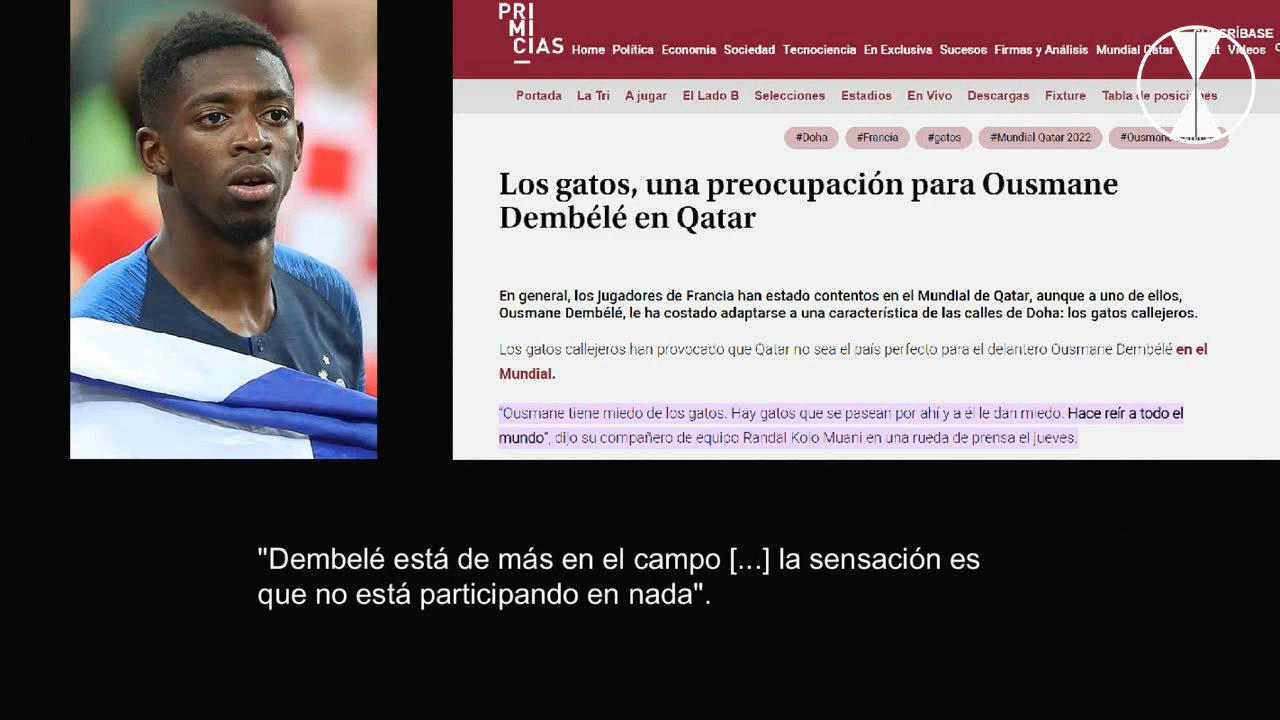 PRI
MI
CIAS
Home Política Economía Sociedad Tecnociencia En Exclusiva Sucesos Firmas y Análisis Mundial Qatar Videos
SUSCRÍBASE
Portada La Tri A jugar El Lado B Selecciones Estadios En Vivo Descargas Fixture Tabla de posiciones
#Doha #Francia #gatos #Mundial Qatar 2022 #Ousmane
Los gatos, una preocupación para Ousmane
Dembélé en Qatar
En general, los jugadores de Francia han estado contentos en el Mundial de Qatar, aunque a uno de ellos,
Ousmane Dembélé, le ha costado adaptarse a una característica de las calles de Doha: los gatos callejeros.
Los gatos callejeros han provocado que Qatar no sea el país perfecto para el delantero Ousmane Dembélé en el
Mundial.
“Ousmane tiene miedo de los gatos. Hay gatos que se pasean por ahí y a él le dan miedo. Hace reír a todo el
mundo”, dijo su compañero de equipo Randal Kolo Muani en una rueda de prensa el jueves.
"Dembelé está de más en el campo [...] la sensación es
que no está participando en nada".